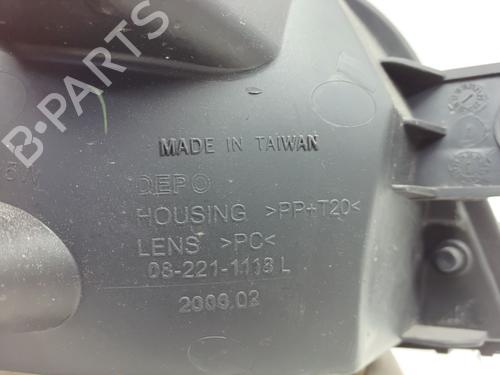 MADE IN TAIWAN
DEPO
HOUSING >PP+T20<
LENS >PC<
08-221-1118 L
2009.02
B-PARTS